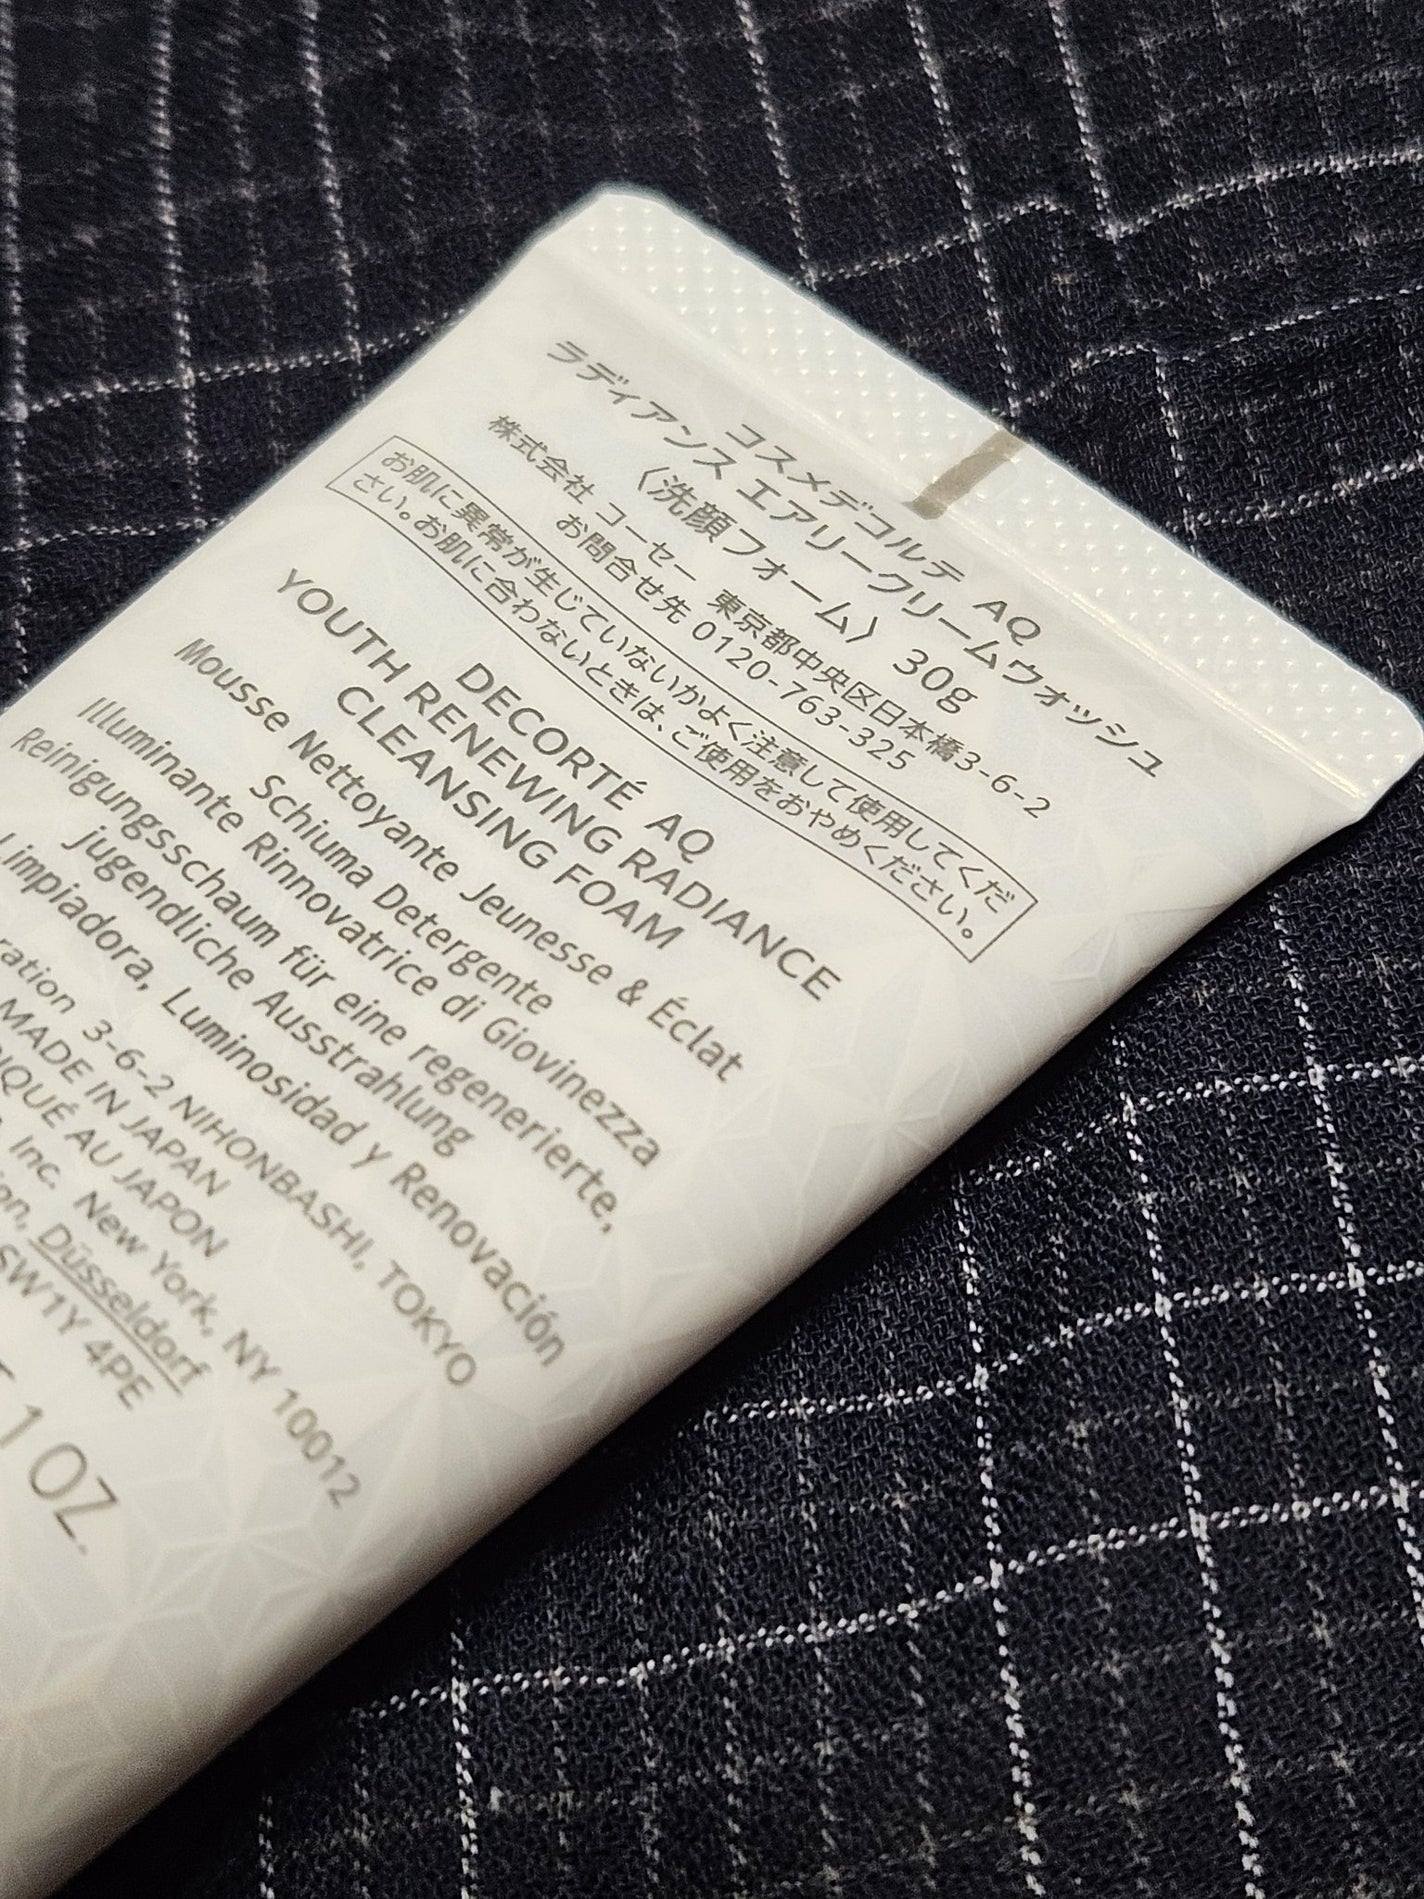 コスメデコルテ AQ
ラディアンス エアリークリームウォッシュ
〈洗顔フォーム〉 30g
株式会社 コーセー 東京都中央区日本橋3-6-2
お問合せ先 0120-763-325
お肌に異常が生じていないかよく注意して使用してくだ
さい。お肌に合わないときは、ご使用をおやめください。
DECORTÉ AQ
YOUTH RENEWING RADIANCE
CLEANSING FOAM
Mousse Nettoyante Jeunesse & Éclat
Schiuma Detergente
Illuminante Rinnovatrice di Giovinezza
Reinigungsschaum für eine regenerierte,
jugendliche Ausstrahlung
Limpiadora, Luminosidad y Renovación
3-6-2 NIHONBASHI, TOKYO
MADE IN JAPAN
AU JAPON
Inc. New York, NY 10012
Düsseldorf
SW1Y 4PE
1 OZ.